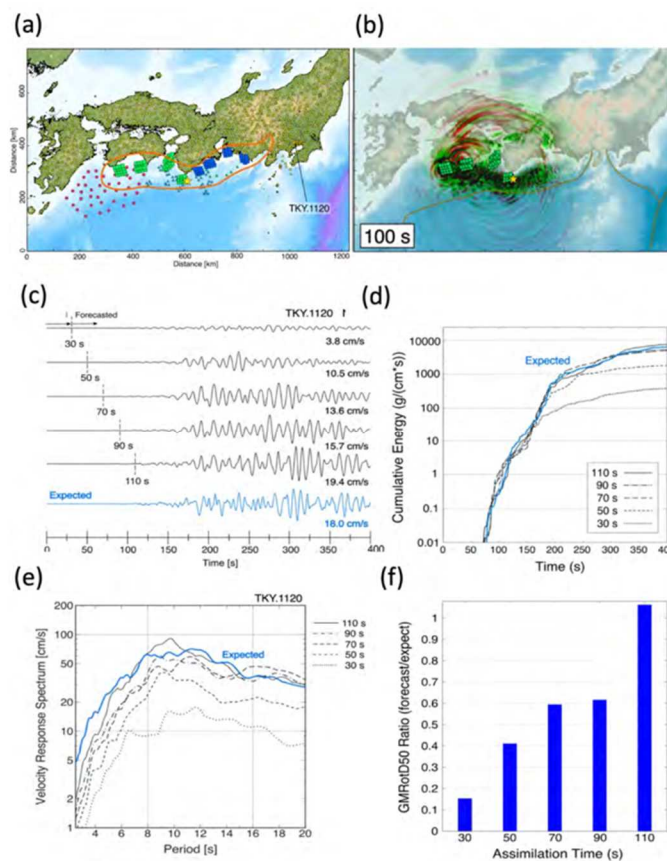 (a)
(b)
Distance [km]
600
400
200
0
TKY.1120
0 200 400 600 800 1000 1200
Distance [km]
100 s
(c)
(d)
Forecasted
TKY.1120
30 s
3.8 cm/s
50 s
10.5 cm/s
70 s
13.6 cm/s
90 s
15.7 cm/s
110 s
19.4 cm/s
Expected
18.0 cm/s
0 50 100 150 200 250 300 350 400
Time [s]
Cumulative Energy (g/(cm*s))
10000
1000
100
10
1
0.1
0.01
Expected
110 s
90 s
70 s
50 s
30 s
0 50 100 150 200 250 300 350 400
Time (s)
(e)
(f)
TKY.1120
Velocity Response Spectrum [cm/s]
200
100
50
20
10
5
2
1
Expected
110 s
90 s
70 s
50 s
30 s
4 6 8 10 12 14 16 18 20
Period [s]
GMRotD50 Ratio (forecast/expect)
1
0.9
0.8
0.7
0.6
0.5
0.4
0.3
0.2
0.1
0
30 50 70 90 110
Assimilation Time (s)